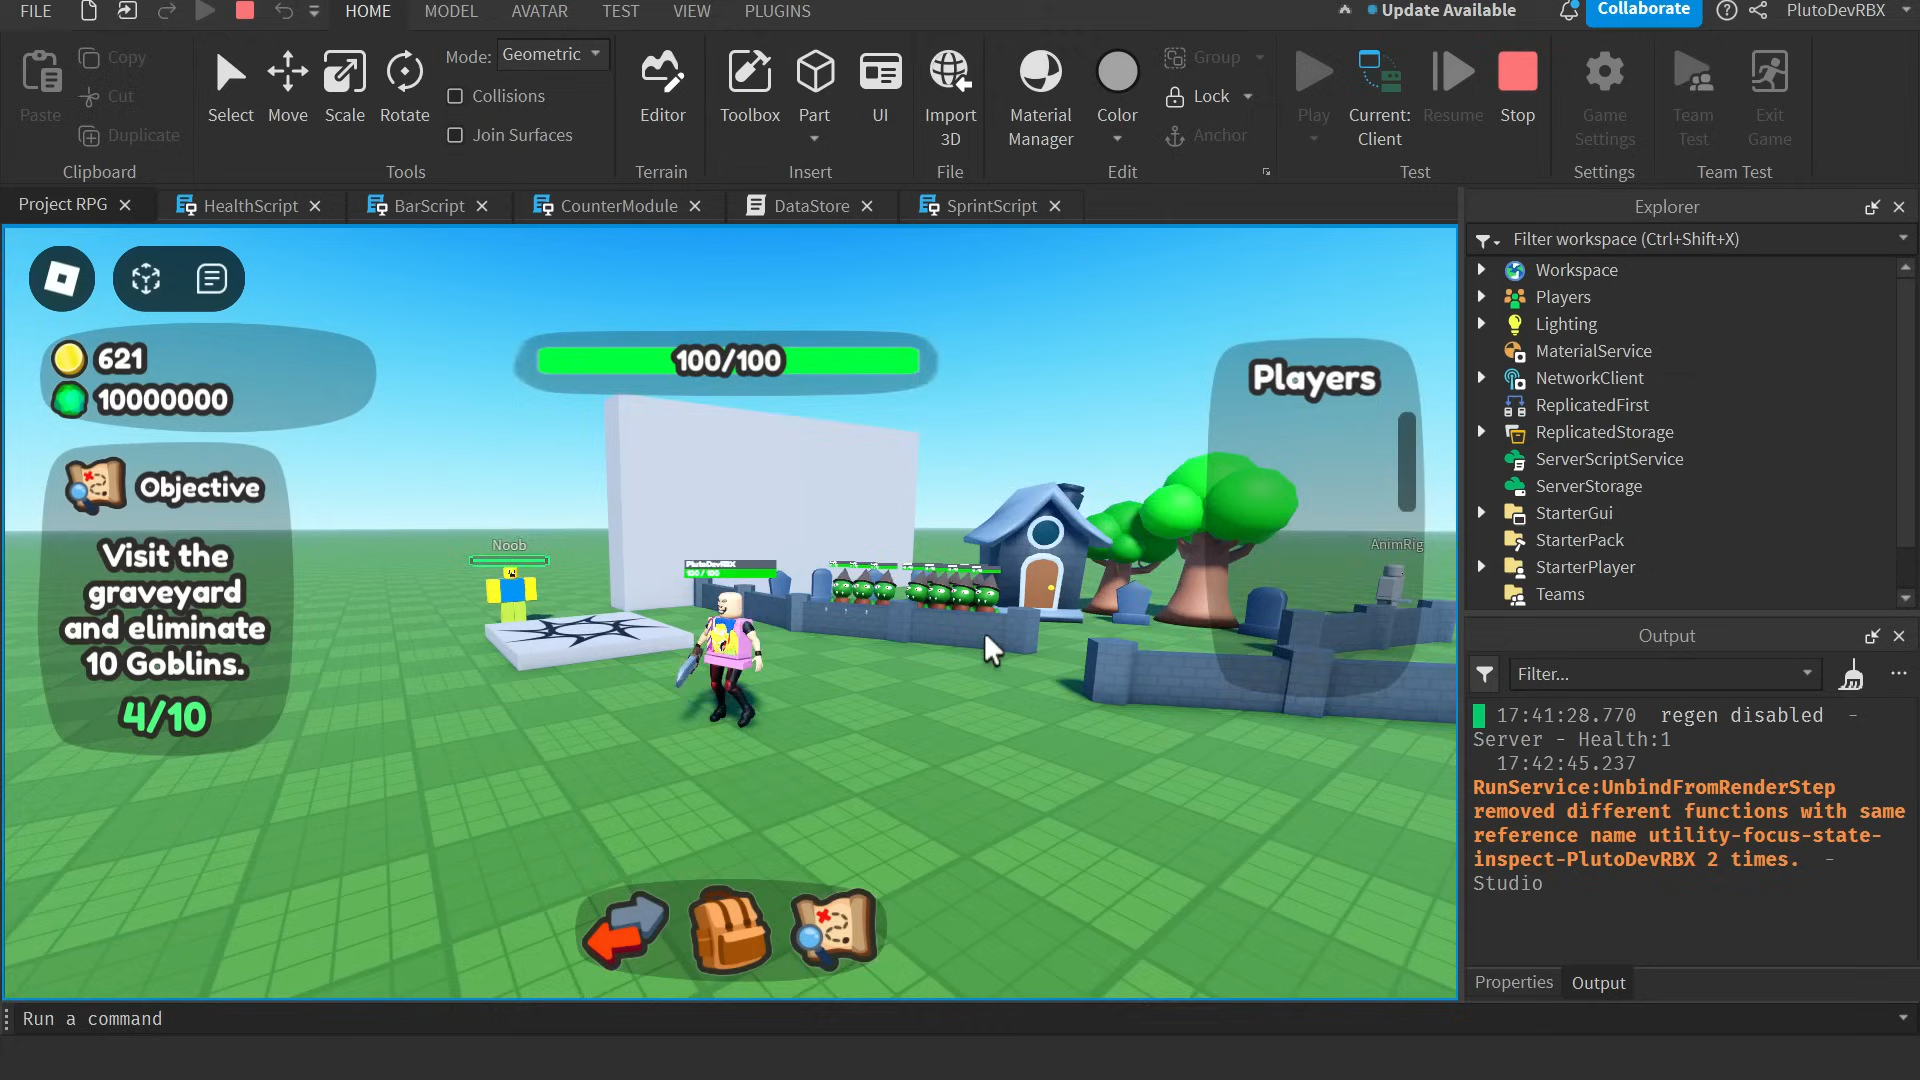 FILE HOME MODEL AVATAR TEST VIEW PLUGINS Update Available Collaborate PlutoDevRBX
Paste Copy Cut Duplicate
Clipboard
Select Move Scale Rotate
Mode: Geometric
Collisions
Join Surfaces
Tools
Editor
Terrain
Toolbox Part UI
Insert
Import
3D
File
Material
Manager
Color
Group
Lock
Anchor
Edit
Play
Current:
Client
Resume Stop
Test
Game
Settings
Settings
Team
Test
Exit
Game
Team Test
Project RPG HealthScript BarScript CounterModule DataStore SprintScript
621
10000000
100/100
Players
Objective
Visit the
graveyard
and eliminate
10 Goblins.
4/10
Noob
PlutoDevRBX
100 / 100
AnimRig
Explorer
Filter workspace (Ctrl+Shift+X)
Workspace
Players
Lighting
MaterialService
NetworkClient
ReplicatedFirst
ReplicatedStorage
ServerScriptService
ServerStorage
StarterGui
StarterPack
StarterPlayer
Teams
Output
Filter...
17:41:28.770 regen disabled -
Server - Health:1
17:42:45.237
RunService:UnbindFromRenderStep
removed different functions with same
reference name utility-focus-state-
inspect-PlutoDevRBX 2 times. -
Studio
Properties Output
Run a command